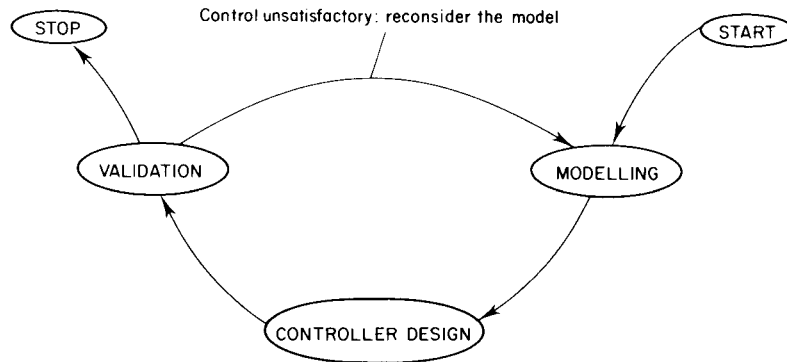 Control unsatisfactory: reconsider the model
STOP
START
VALIDATION
MODELLING
CONTROLLER DESIGN